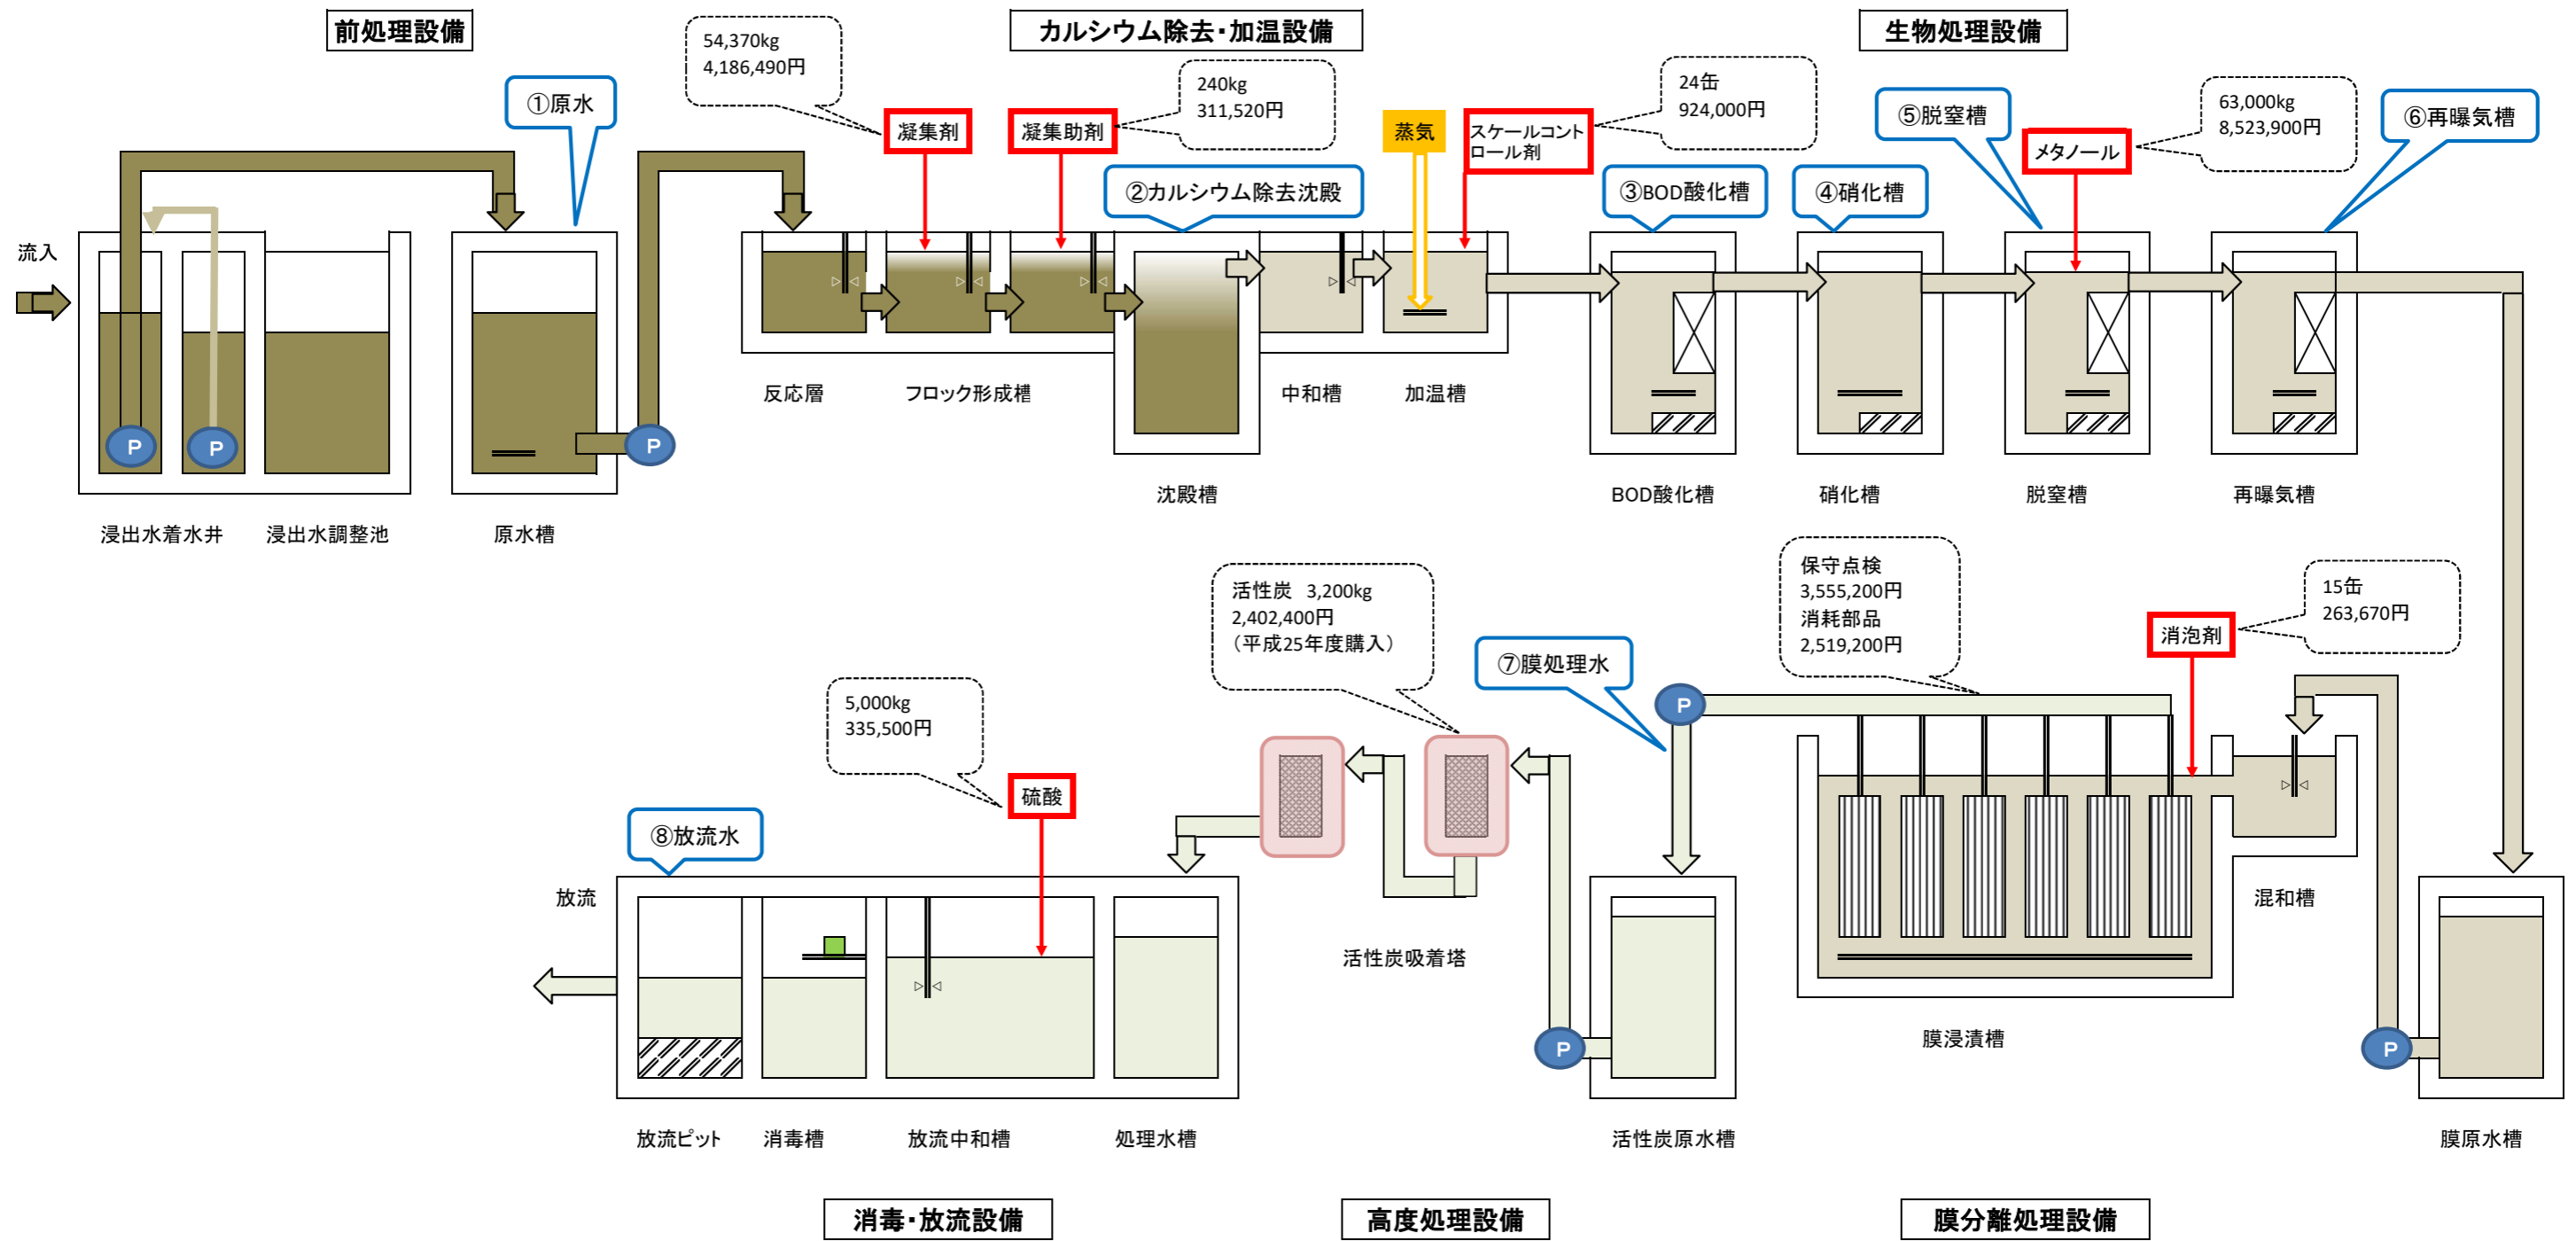 前処理設備
カルシウム除去・加温設備
生物処理設備
54,370kg
4,186,490円
240kg
311,520円
24缶
924,000円
63,000kg
8,523,900円
①原水
凝集剤
凝集助剤
蒸気
スケールコント
ロール剤
⑤脱窒槽
メタノール
⑥再曝気槽
②カルシウム除去沈殿
③BOD酸化槽
④硝化槽
流入
P
P
P
反応層
フロック形成槽
中和槽
加温槽
沈殿槽
BOD酸化槽
硝化槽
脱窒槽
再曝気槽
浸出水着水井
浸出水調整池
原水槽
活性炭 3,200kg
2,402,400円
（平成25年度購入）
保守点検
3,555,200円
消耗部品
2,519,200円
15缶
263,670円
消泡剤
⑦膜処理水
5,000kg
335,500円
P
硫酸
⑧放流水
放流
混和槽
活性炭吸着塔
膜浸漬槽
P
P
放流ピット
消毒槽
放流中和槽
処理水槽
活性炭原水槽
膜原水槽
消毒・放流設備
高度処理設備
膜分離処理設備